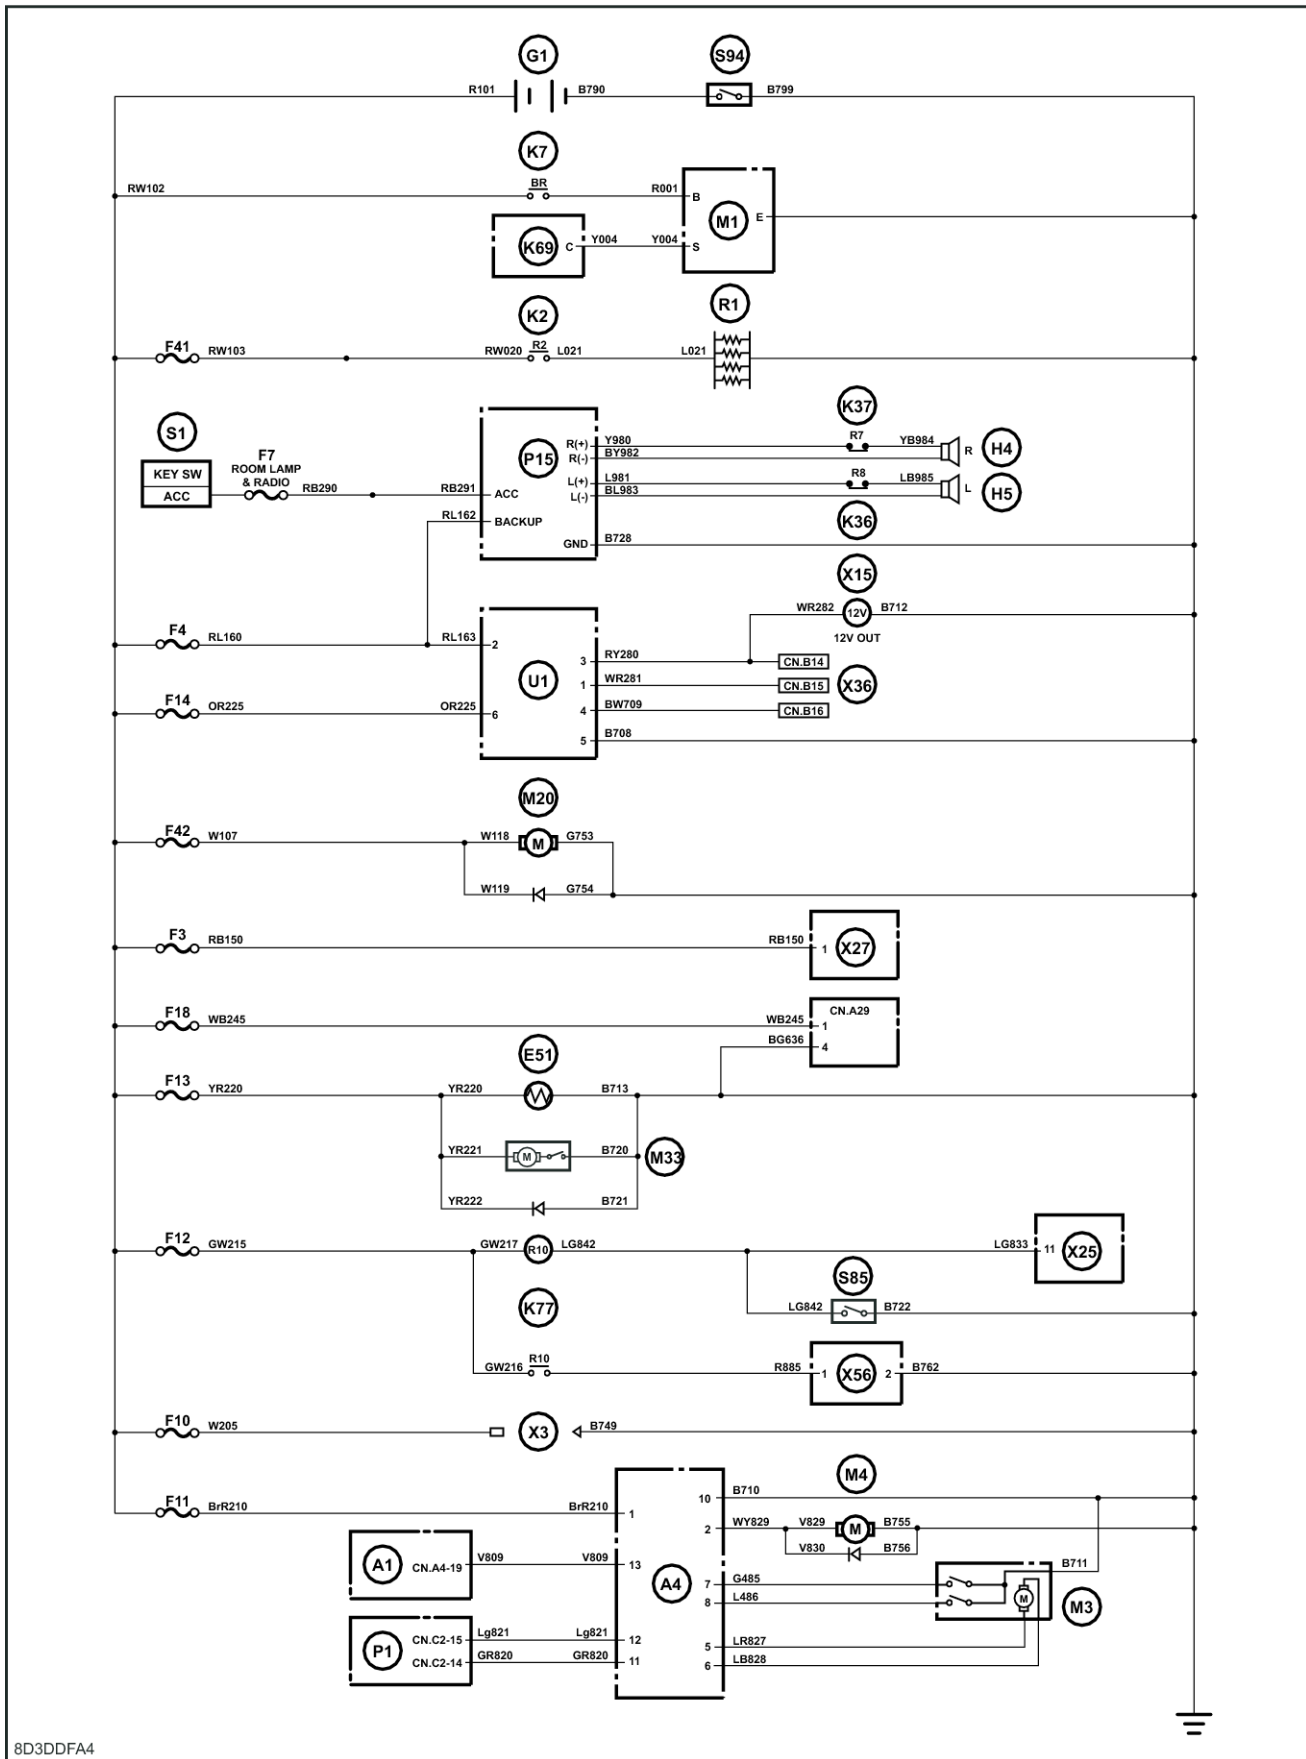 G1
S94
R101
B790
B799
K7
RW102
BR
R001
B
M1
E
K69
C
Y004
Y004
S
K2
R1
F41
RW103
RW020
R2
L021
L021
S1
KEY SW
ACC
F7
ROOM LAMP
& RADIO
RB290
RB291
ACC
RL162
BACKUP
P15
R(+)
R(-)
L(+)
L(-)
GND
Y980
BY982
L981
BL983
B728
K37
R7
YB984
R
H4
R8
LB985
L
H5
K36
X15
WR282
12V
B712
12V OUT
F4
RL160
RL163
2
U1
3
RY280
CN.B14
1
WR281
CN.B15
X36
4
BW709
CN.B16
5
B708
F14
OR225
OR225
6
M20
F42
W107
W118
M
G753
W119
G754
F3
RB150
RB150
1
X27
F18
WB245
WB245
CN.A29
1
BG636
4
E51
F13
YR220
YR220
B713
YR221
M
B720
M33
YR222
B721
F12
GW215
GW217
R10
LG842
LG833
11
X25
S85
LG842
B722
K77
GW216
R10
R885
1
X56
2
B762
F10
W205
X3
B749
F11
BrR210
BrR210
1
A4
10
B710
M4
2
WY829
V829
M
B755
V830
B756
A1
CN.A4-19
V809
V809
13
7
G485
8
L486
B711
M
M3
P1
CN.C2-15
Lg821
Lg821
12
CN.C2-14
GR820
GR820
11
5
LR827
6
LB828
8D3DDFA4